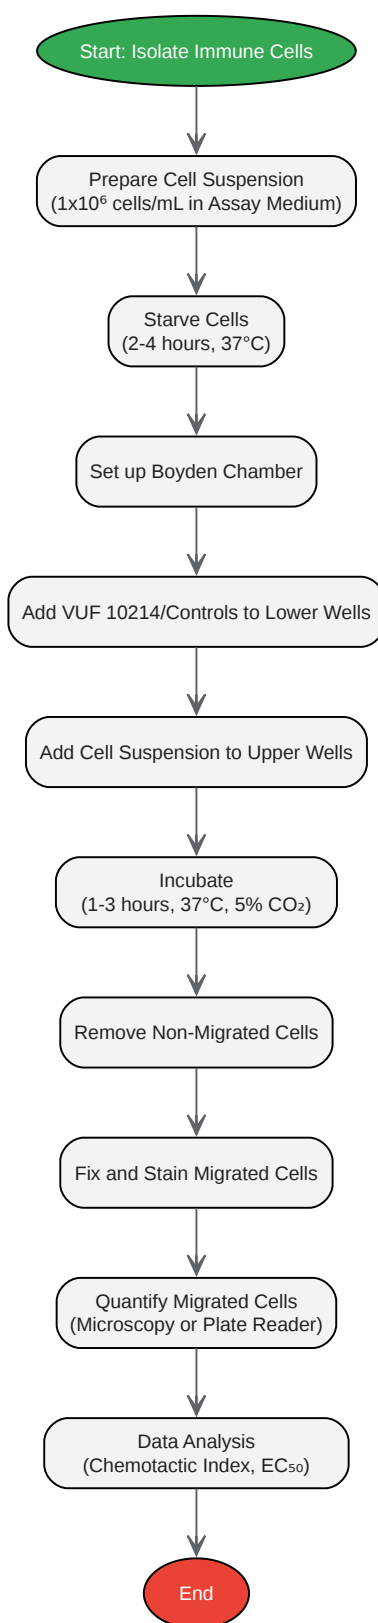 Start: Isolate Immune Cells
Prepare Cell Suspension
(1x10⁶ cells/mL in Assay Medium)
Starve Cells
(2-4 hours, 37°C)
Set up Boyden Chamber
Add VUF 10214/Controls to Lower Wells
Add Cell Suspension to Upper Wells
Incubate
(1-3 hours, 37°C, 5% CO₂)
Remove Non-Migrated Cells
Fix and Stain Migrated Cells
Quantify Migrated Cells
(Microscopy or Plate Reader)
Data Analysis
(Chemotactic Index, EC₅₀)
End